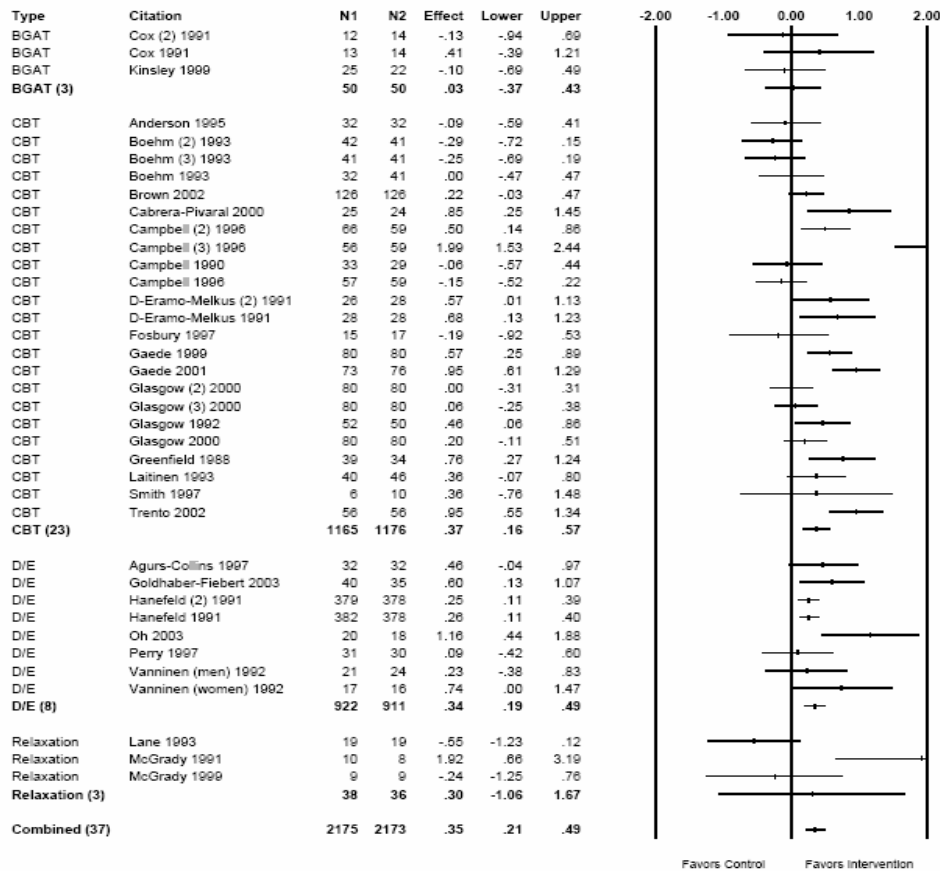 Type Citation N1 N2 Effect Lower Upper -2.00 -1.00 0.00 1.00 2.00
BGAT Cox (2) 1991 12 14 -.13 -.94 .69
BGAT Cox 1991 13 14 .41 -.39 1.21
BGAT Kinsley 1999 25 22 -.10 -.69 .49
BGAT (3) 50 50 .03 -.37 .43
CBT Anderson 1995 32 32 -.09 -.59 .41
CBT Boehm (2) 1993 42 41 -.29 -.72 .15
CBT Boehm (3) 1993 41 41 -.25 -.69 .19
CBT Boehm 1993 32 41 .00 -.47 .47
CBT Brown 2002 126 126 .22 -.03 .47
CBT Cabrera-Pivaral 2000 25 24 .85 .25 1.45
CBT Campbell (2) 1996 66 59 .50 .14 .86
CBT Campbell (3) 1996 56 59 1.99 1.53 2.44
CBT Campbell 1990 33 29 -.06 -.57 .44
CBT Campbell 1996 57 59 -.15 -.52 .22
CBT D-Eramo-Melkus (2) 1991 26 28 .57 .01 1.13
CBT D-Eramo-Melkus 1991 28 28 .68 .13 1.23
CBT Fosbury 1997 15 17 -.19 -.92 .53
CBT Gaede 1999 80 80 .57 .25 .89
CBT Gaede 2001 73 76 .95 .61 1.29
CBT Glasgow (2) 2000 80 80 .00 -.31 .31
CBT Glasgow (3) 2000 80 80 .06 -.25 .38
CBT Glasgow 1992 52 50 .46 .06 .86
CBT Glasgow 2000 80 80 .20 -.11 .51
CBT Greenfield 1988 39 34 .76 .27 1.24
CBT Laitinen 1993 40 46 .36 -.07 .80
CBT Smith 1997 6 10 .36 -.76 1.48
CBT Trento 2002 56 56 .95 .55 1.34
CBT (23) 1165 1176 .37 .16 .57
D/E Agurs-Collins 1997 32 32 .46 -.04 .97
D/E Goldhaber-Fiebert 2003 40 35 .60 .13 1.07
D/E Hanefeld (2) 1991 379 378 .25 .11 .39
D/E Hanefeld 1991 382 378 .26 .11 .40
D/E Oh 2003 20 18 1.16 .44 1.88
D/E Perry 1997 31 30 .09 -.42 .60
D/E Vanninen (men) 1992 21 24 .23 -.38 .83
D/E Vanninen (women) 1992 17 16 .74 .00 1.47
D/E (8) 922 911 .34 .19 .49
Relaxation Lane 1993 19 19 -.55 -1.23 .12
Relaxation McGrady 1991 10 8 1.92 .66 3.19
Relaxation McGrady 1999 9 9 -.24 -1.25 .76
Relaxation (3) 38 36 .30 -1.06 1.67
Combined (37) 2175 2173 .35 .21 .49
Favors Control Favors Intervention